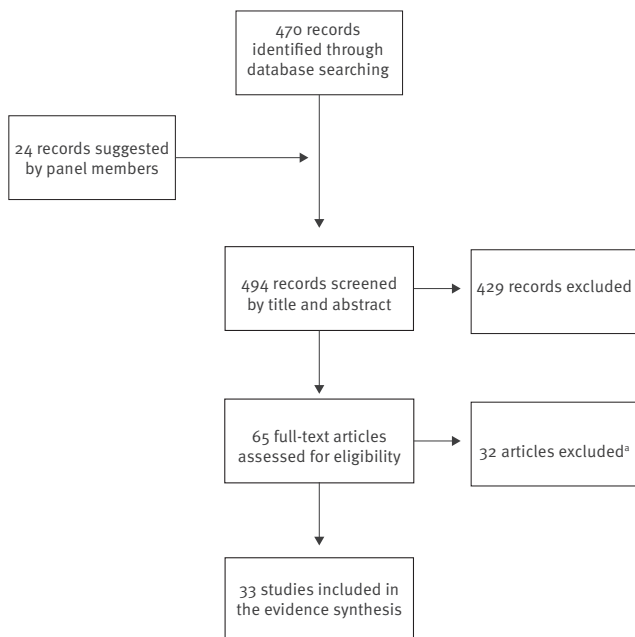 470 records
identified through
database searching
24 records suggested
by panel members
494 records screened
by title and abstract
429 records excluded
65 full-text articles
assessed for eligibility
32 articles excludedᵃ
33 studies included in
the evidence synthesis